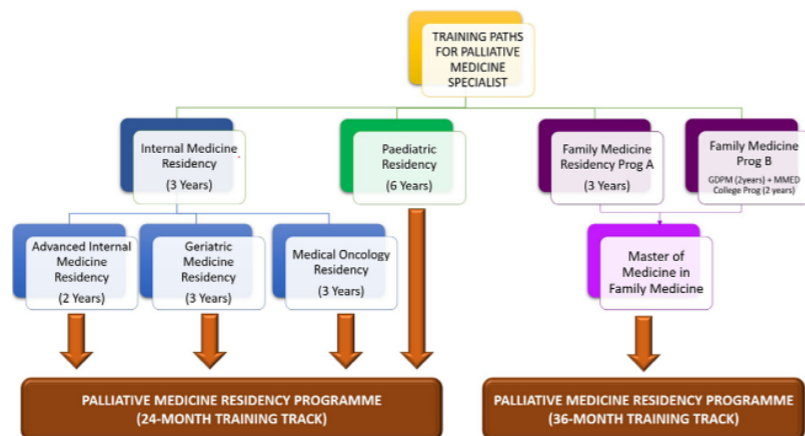 TRAINING PATHS
FOR PALLIATIVE
MEDICINE
SPECIALIST
Internal Medicine
Residency
(3 Years)
Paediatric
Residency
(6 Years)
Family Medicine
Residency Prog A
(3 Years)
Family Medicine
Prog B
GDPM (2years) + MMED
College Prog (2 years)
Advanced Internal
Medicine
Residency
(2 Years)
Geriatric
Medicine
Residency
(3 Years)
Medical Oncology
Residency
(3 Years)
Master of
Medicine in
Family Medicine
PALLIATIVE MEDICINE RESIDENCY PROGRAMME
(24-MONTH TRAINING TRACK)
PALLIATIVE MEDICINE RESIDENCY PROGRAMME
(36-MONTH TRAINING TRACK)